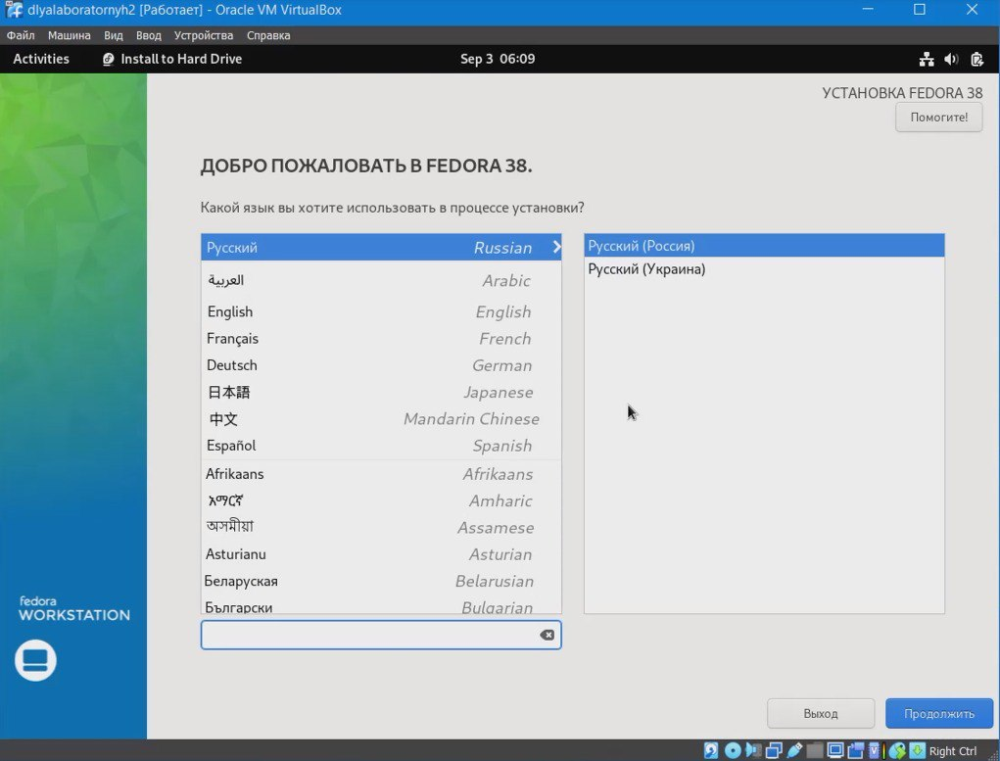 dlyalaboratornyh2 [Работает] - Oracle VM VirtualBox
Файл Машина Вид Ввод Устройства Справка
Activities Install to Hard Drive Sep 3 06:09
УСТАНОВКА FEDORA 38
Помогите!
ДОБРО ПОЖАЛОВАТЬ В FEDORA 38.
Какой язык вы хотите использовать в процессе установки?
Русский Russian Русский (Россия)
العربية Arabic Русский (Украина)
English English
Français French
Deutsch German
日本語 Japanese
中文 Mandarin Chinese
Español Spanish
Afrikaans Afrikaans
አማርኛ Amharic
অসমীয়া Assamese
Asturianu Asturian
Беларуская Belarusian
Български Bulgarian
fedora
WORKSTATION
Выход Продолжить
Right Ctrl